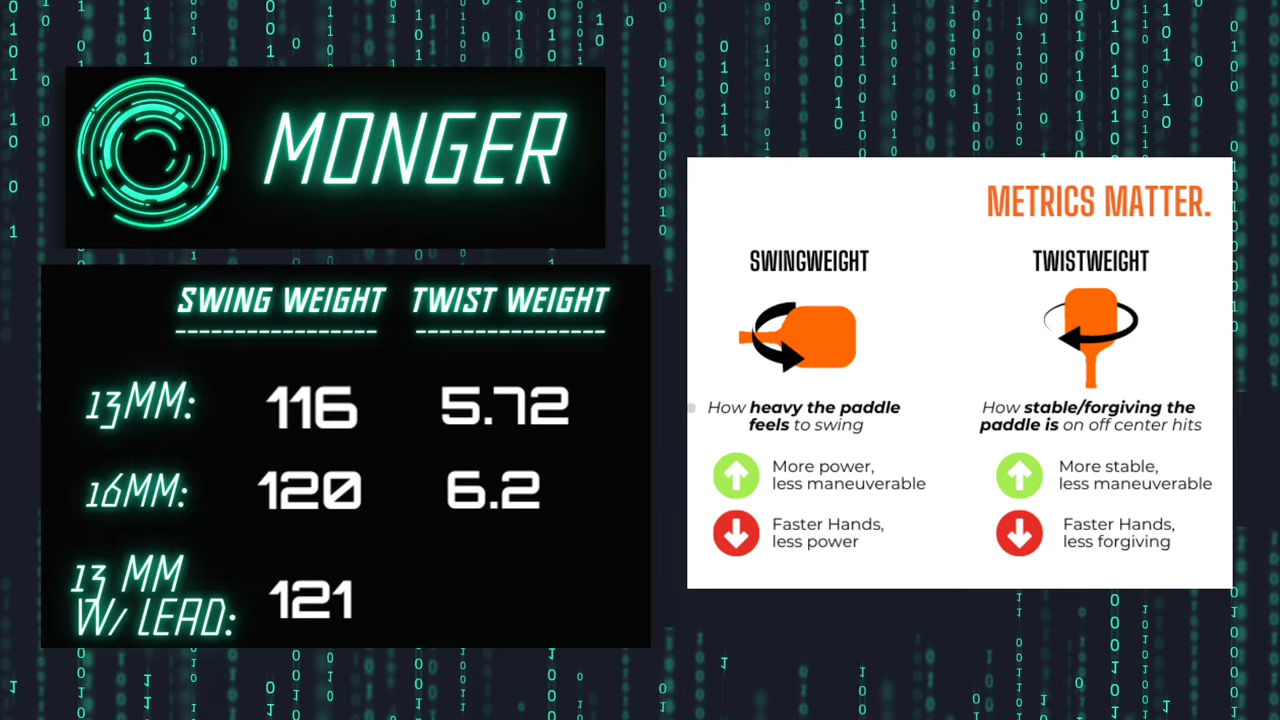 MONGER
SWING WEIGHT TWIST WEIGHT
13MM: 116 5.72
16MM: 120 6.2
13 MM
W/ LEAD: 121
METRICS MATTER.
SWINGWEIGHT
How heavy the paddle
feels to swing
More power,
less maneuverable
Faster Hands,
less power
TWISTWEIGHT
How stable/forgiving the
paddle is on off center hits
More stable,
less maneuverable
Faster Hands,
less forgiving